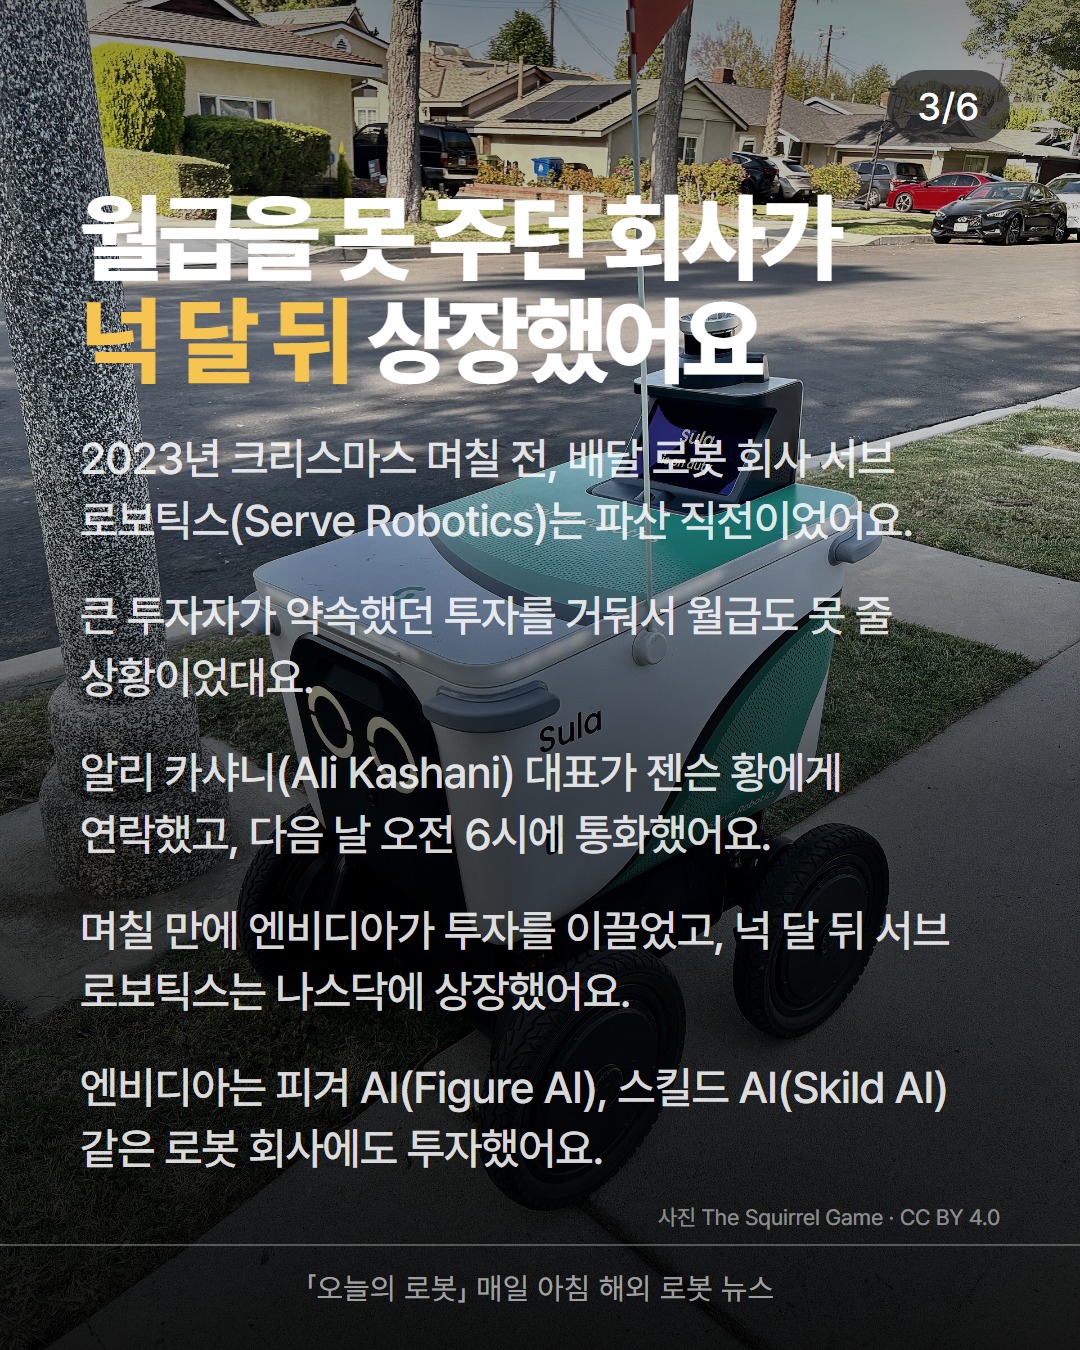 3/6
월급을 못 주던 회사가
넉 달 뒤 상장했어요
Sula
2023년 크리스마스 며칠 전, 배달 로봇 회사 서브
로보틱스(Serve Robotics)는 파산 직전이었어요.
큰 투자자가 약속했던 투자를 거둬서 월급도 못 줄
상황이었대요.
Sula
알리 카샤니(Ali Kashani) 대표가 젠슨 황에게
연락했고, 다음 날 오전 6시에 통화했어요.
며칠 만에 엔비디아가 투자를 이끌었고, 넉 달 뒤 서브
로보틱스는 나스닥에 상장했어요.
엔비디아는 피겨 AI(Figure AI), 스킬드 AI(Skild AI)
같은 로봇 회사에도 투자했어요.
사진 The Squirrel Game · CC BY 4.0
「오늘의 로봇」 매일 아침 해외 로봇 뉴스